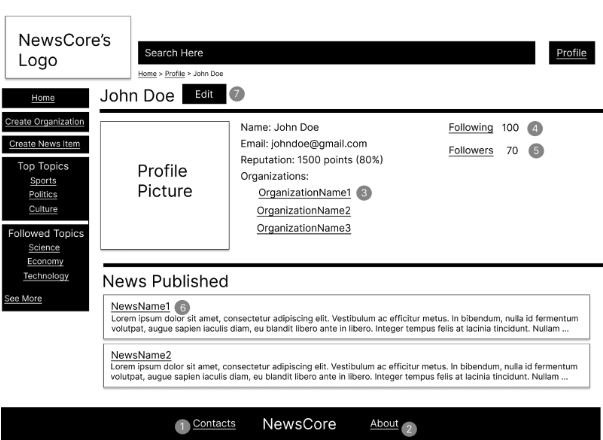 NewsCore's
Logo
Search Here
Profile
Home > Profile > John Doe
Home
Create Organization
Create News Item
Top Topics
Sports
Politics
Culture
Followed Topics
Science
Economy
Technology
See More
John Doe
Edit
7
Profile
Picture
Name: John Doe
Email: johndoe@gmail.com
Reputation: 1500 points (80%)
Organizations:
OrganizationName1 3
OrganizationName2
OrganizationName3
Following 100 4
Followers 70 5
News Published
NewsName1 6
Lorem ipsum dolor sit amet, consectetur adipiscing elit. Vestibulum ac efficitur metus. In bibendum, nulla id fermentum
volutpat, augue sapien iaculis diam, eu blandit libero ante in libero. Integer tempus felis at lacinia tincidunt. Nullam ...
NewsName2
Lorem ipsum dolor sit amet, consectetur adipiscing elit. Vestibulum ac efficitur metus. In bibendum, nulla id fermentum
volutpat, augue sapien iaculis diam, eu blandit libero ante in libero. Integer tempus felis at lacinia tincidunt. Nullam ...
1 Contacts
NewsCore
About 2